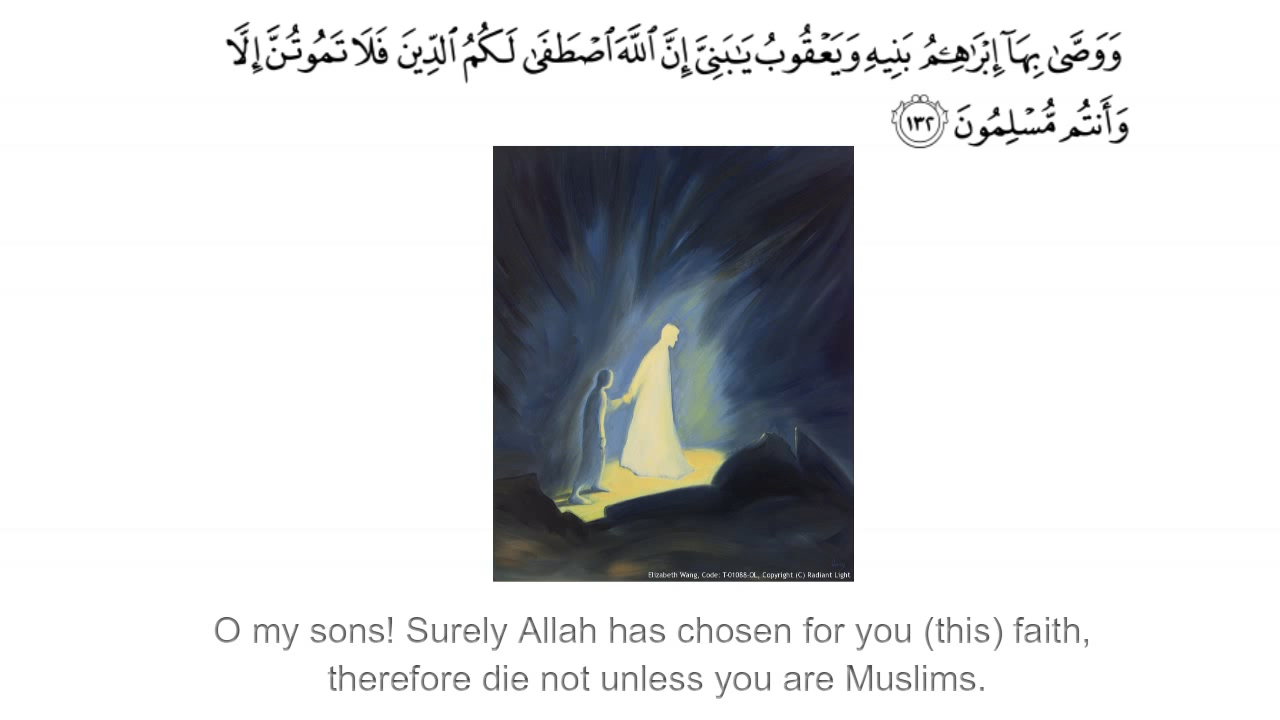 وَوَصَّىٰ بِهَآ إِبْرَٰهِـۧمُ بَنِيهِ وَيَعْقُوبُ يَٰبَنِىَّ إِنَّ ٱللَّهَ ٱصْطَفَىٰ لَكُمُ ٱلدِّينَ فَلَا تَمُوتُنَّ إِلَّا
وَأَنتُم مُّسْلِمُونَ ١٣٢
Elizabeth Wang, Code: T-01088-OL, Copyright (C) Radiant Light
O my sons! Surely Allah has chosen for you (this) faith,
therefore die not unless you are Muslims.